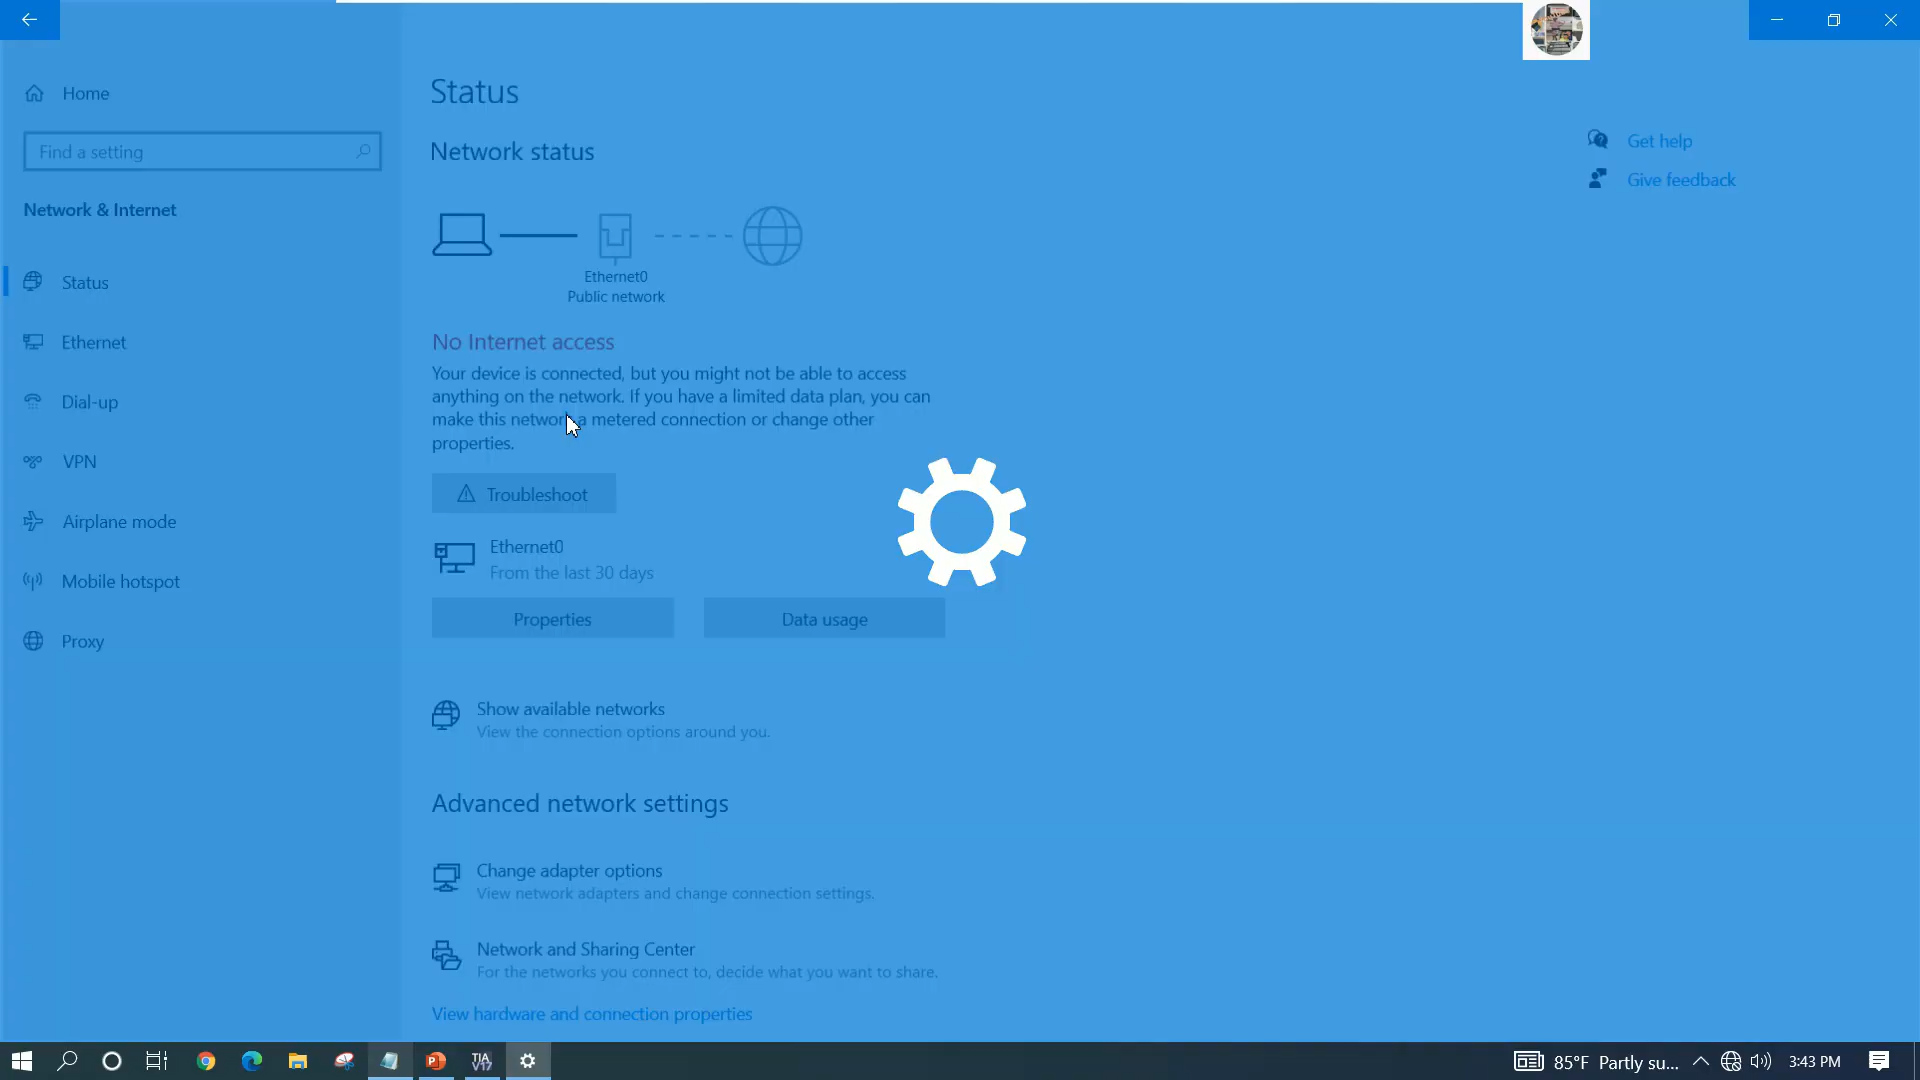 Home
Find a setting
Network & Internet
Status
Ethernet
Dial-up
VPN
Airplane mode
Mobile hotspot
Proxy
Status
Network status
Ethernet0
Public network
No Internet access
Your device is connected, but you might not be able to access
anything on the network. If you have a limited data plan, you can
make this network a metered connection or change other
properties.
Troubleshoot
Ethernet0
From the last 30 days
Properties
Data usage
Show available networks
View the connection options around you.
Advanced network settings
Change adapter options
View network adapters and change connection settings.
Network and Sharing Center
For the networks you connect to, decide what you want to share.
View hardware and connection properties
Get help
Give feedback
TIA
V17
85°F Partly su...
3:43 PM